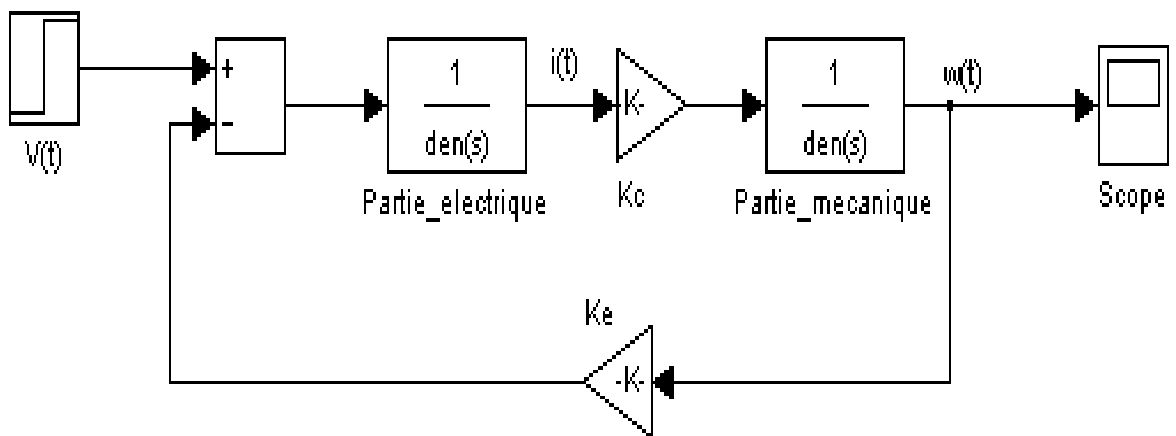 V(t)
+
−
1
den(s)
Partie_electrique
i(t)
K-
Kc
1
den(s)
Partie_mecanique
w(t)
Scope
Ke
-K-